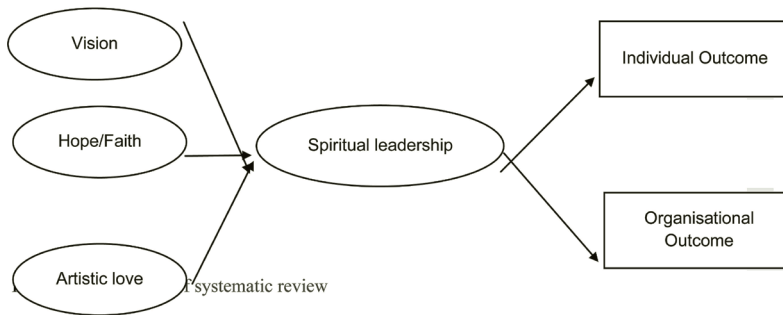 Vision
Hope/Faith
Artistic love
Spiritual leadership
Individual Outcome
Organisational
Outcome
systematic review